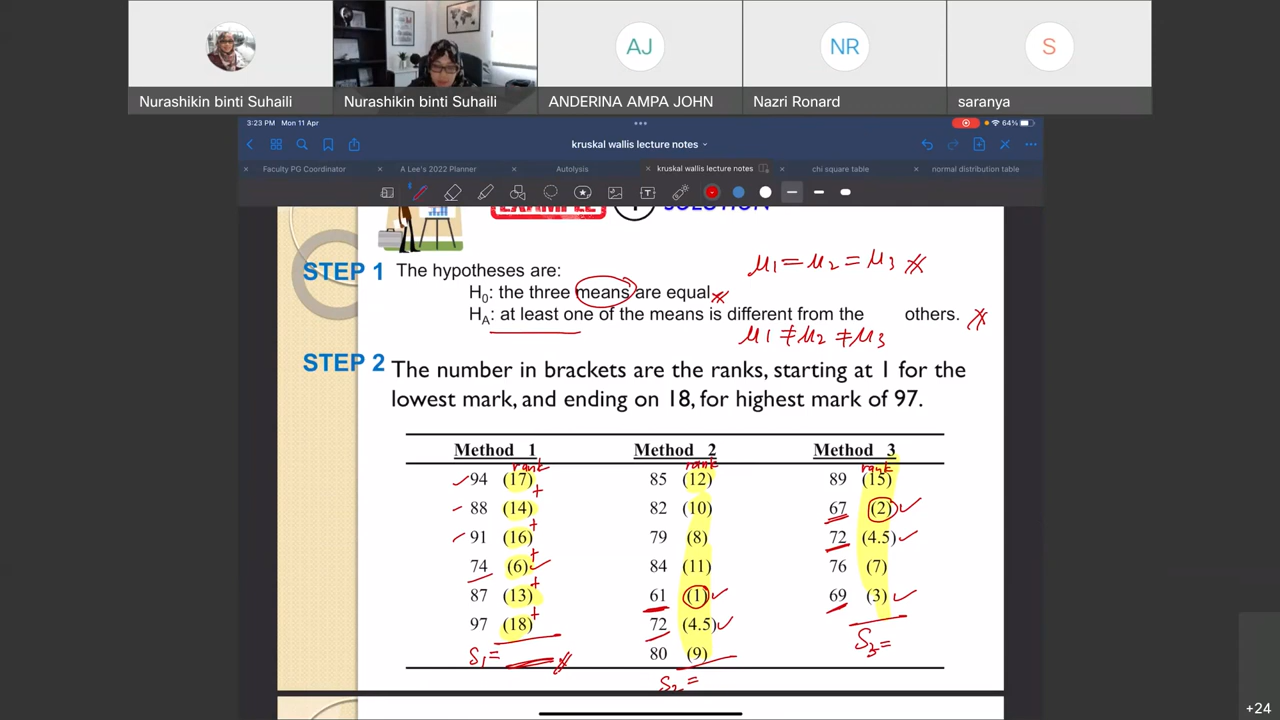 AJ
NR
S
Nurashikin binti Suhaili
Nurashikin binti Suhaili
ANDERINA AMPA JOHN
Nazri Ronard
saranya
3:23 PM Mon 11 Apr
64%
kruskal wallis lecture notes
Faculty PG Coordinator
A Lee's 2022 Planner
Autolysis
kruskal wallis lecture notes
chi square table
normal distribution table
EXAMPLE 1 SOLUTION
μ1 = μ2 = μ3
STEP 1 The hypotheses are:
H0: the three means are equal.
HA: at least one of the means is different from the others.
μ1 ≠ μ2 ≠ μ3
STEP 2 The number in brackets are the ranks, starting at 1 for the
lowest mark, and ending on 18, for highest mark of 97.
Method 1 Method 2 Method 3
rank rank rank
94 (17) 85 (12) 89 (15)
+
88 (14) 82 (10) 67 (2)
+
91 (16) 79 (8) 72 (4.5)
+
74 (6) 84 (11) 76 (7)
+
87 (13) 61 (1) 69 (3)
+
97 (18) 72 (4.5)
S3=
S1= 80 (9)
S2=
+24